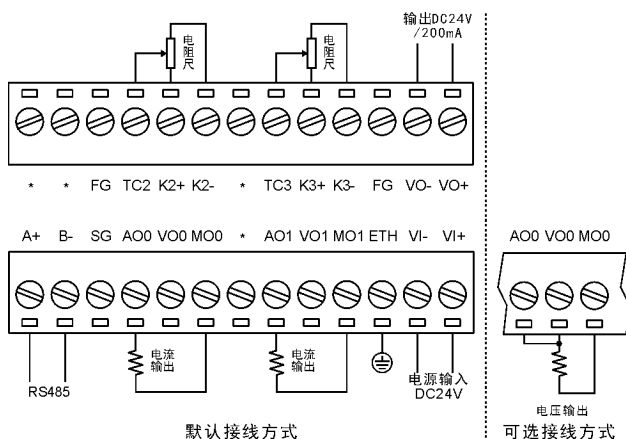 输出DC24V
/200mA
电阻尺
电阻尺
* * FG TC2 K2+ K2- * TC3 K3+ K3- FG VO- VO+
A+ B- SG AO0 VO0 MO0 * AO1 VO1 MO1 ETH VI- VI+
AO0 VO0 MO0
电流
输出
电流
输出
RS485
电源输入
DC24V
电压输出
默认接线方式
可选接线方式